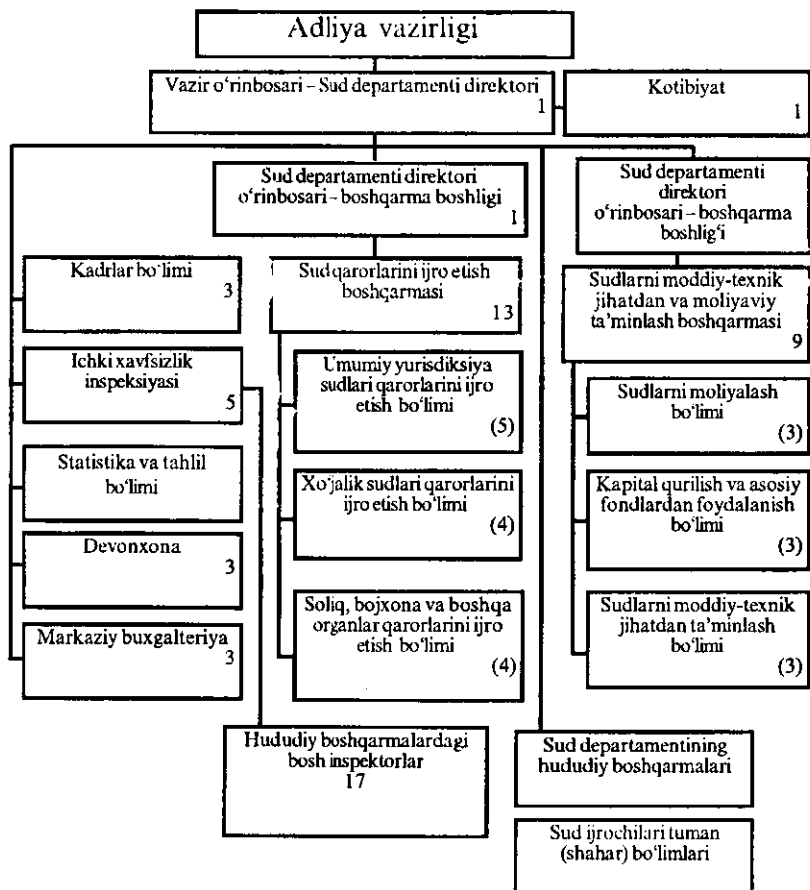 Adliya vazirligi
Vazir o‘rinbosari – Sud departamenti direktori
1
Kotibiyat
1
Sud departamenti direktori
o‘rinbosari – boshqarma boshligi
1
Sud departamenti
direktori
o‘rinbosari – boshqarma
boshlig‘i
Kadrlar bo‘limi
3
Sud qarorlarini ijro etish
boshqarmasi
13
Sudlarni moddiy-texnik
jihatdan va moliyaviy
ta’minlash boshqarmasi
9
Ichki xavfsizlik
inspeksiyasi
5
Umumiy yurisdiksiya
sudlari qarorlarini ijro
etish bo‘limi
(5)
Sudlarni moliyalash
bo‘limi
(3)
Statistika va tahlil
bo‘limi
Xo‘jalik sudlari qarorlarini
ijro etish bo‘limi
(4)
Kapital qurilish va asosiy
fondlardan foydalanish
bo‘limi
(3)
Devonxona
3
Markaziy buxgalteriya
3
Soliq, bojxona va boshqa
organlar qarorlarini ijro
etish bo‘limi
(4)
Sudlarni moddiy-texnik
jihatdan ta’minlash
bo‘limi
(3)
Hududiy boshqarmalardagi
bosh inspektorlar
17
Sud departamentining
hududiy boshqarmalari
Sud ijrochilari tuman
(shahar) bo‘limlari